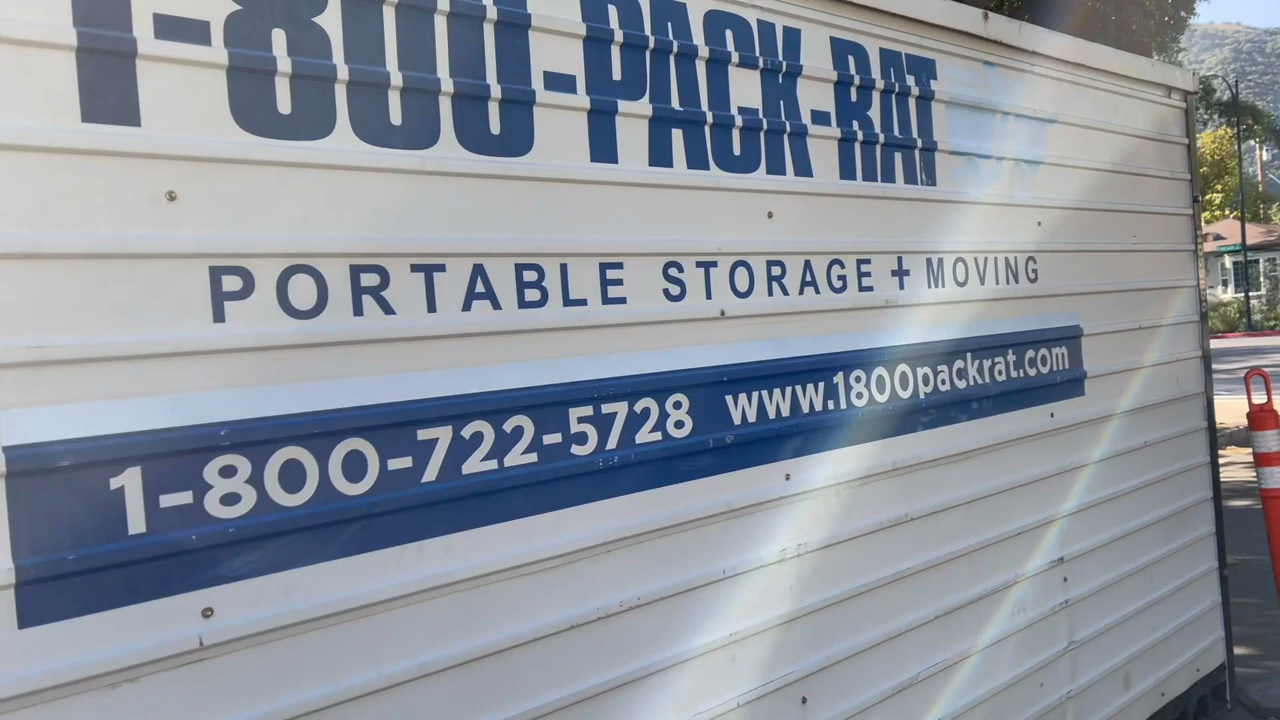 1-800-PACK-RAT
PORTABLE STORAGE + MOVING
1-800-722-5728 www.1800packrat.com